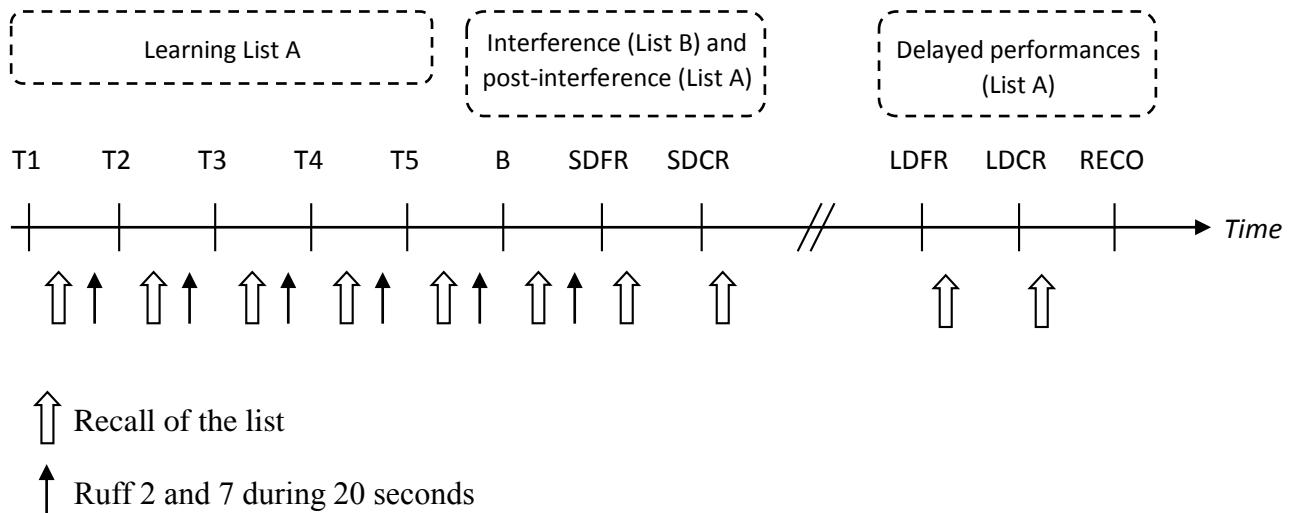 Learning List A
Interference (List B) and
post-interference (List A)
Delayed performances
(List A)
T1 T2 T3 T4 T5 B SDFR SDCR LDFR LDCR RECO
Time
Recall of the list
Ruff 2 and 7 during 20 seconds